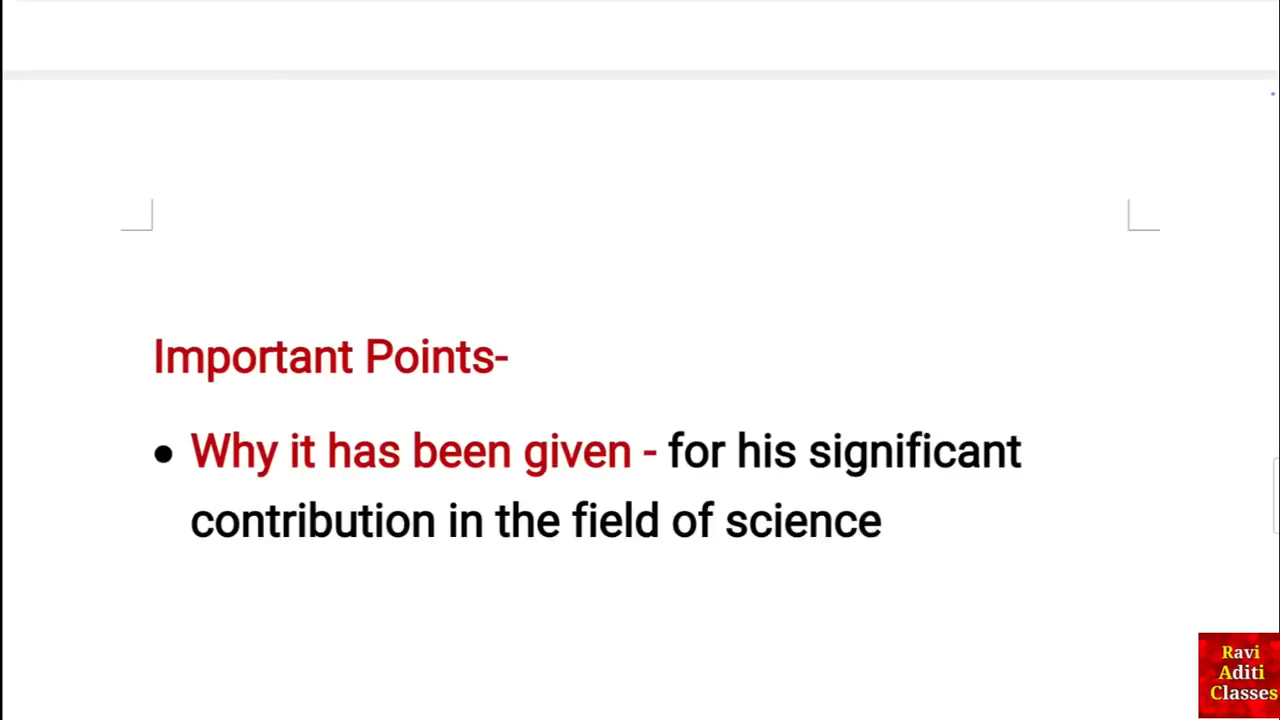 Important Points-
● Why it has been given - for his significant
contribution in the field of science
Ravi
Aditi
Classes